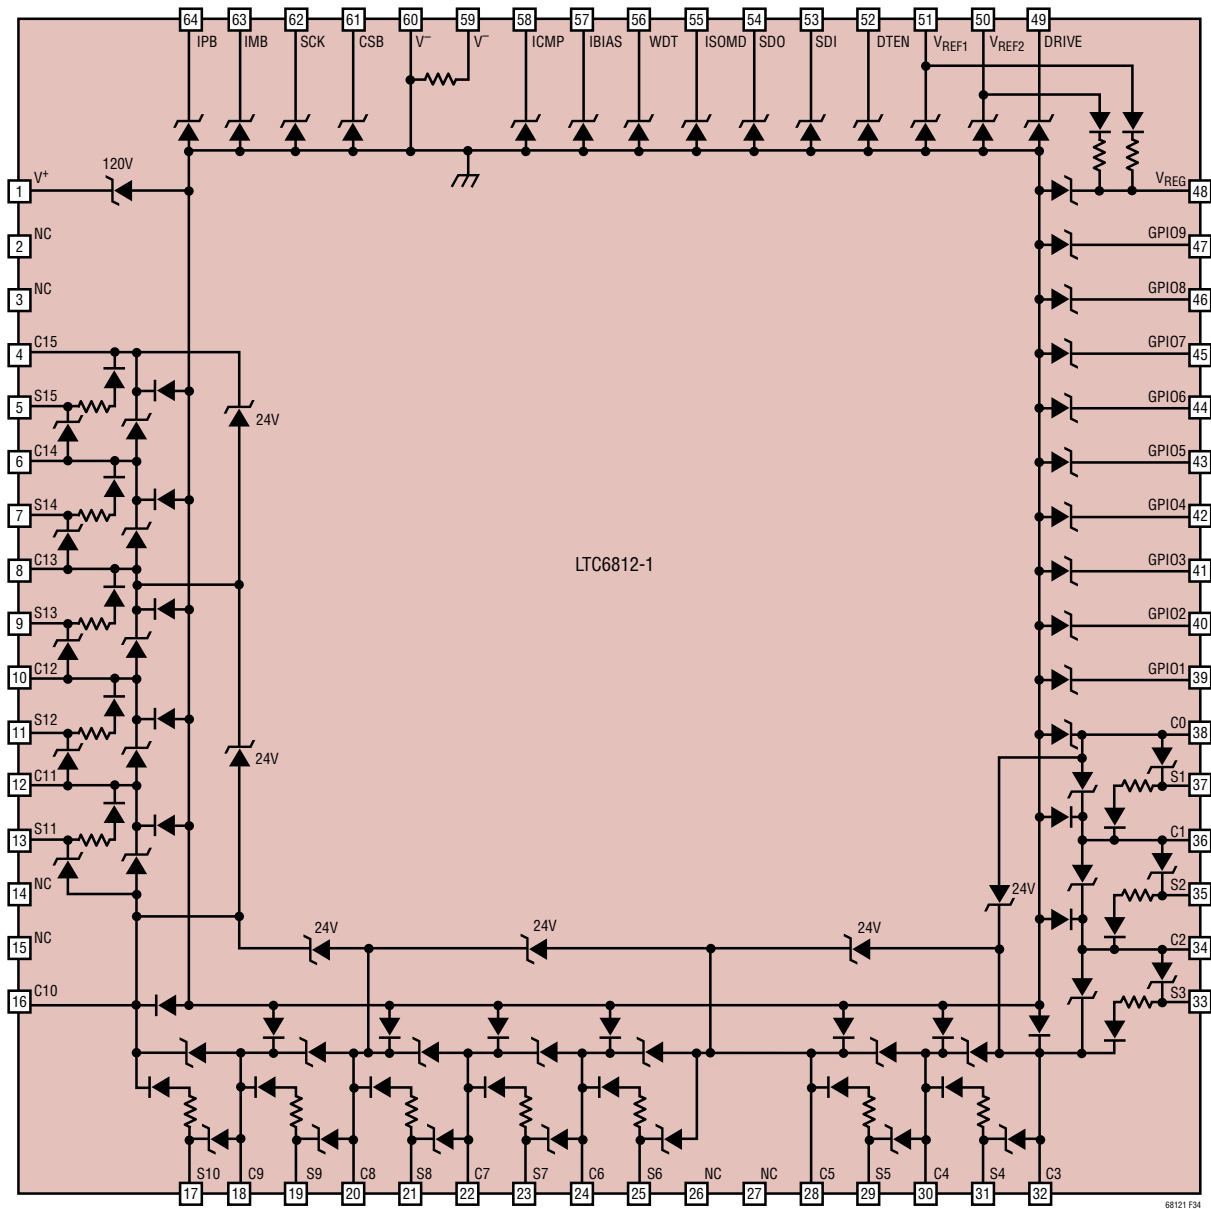 64 63 62 61 60 59 58 57 56 55 54 53 52 51 50 49
IPB IMB SCK CSB V– V– ICMP IBIAS WDT ISOMD SDO SDI DTEN VREF1 VREF2 DRIVE
120V
1 V+
VREG 48
2 NC
GPIO9 47
3 NC
GPIO8 46
4 C15
GPIO7 45
5 S15
GPIO6 44
24V
6 C14
GPIO5 43
7 S14
GPIO4 42
8 C13
GPIO3 41
LTC6812-1
9 S13
GPIO2 40
10 C12
GPIO1 39
11 S12
C0 38
24V
12 C11
S1 37
13 S11
C1 36
14 NC
24V
S2 35
24V 24V 24V
15 NC
C2 34
16 C10
S3 33
S10 C9 S9 C8 S8 C7 S7 C6 S6 NC NC C5 S5 C4 S4 C3
17 18 19 20 21 22 23 24 25 26 27 28 29 30 31 32
68121 F34